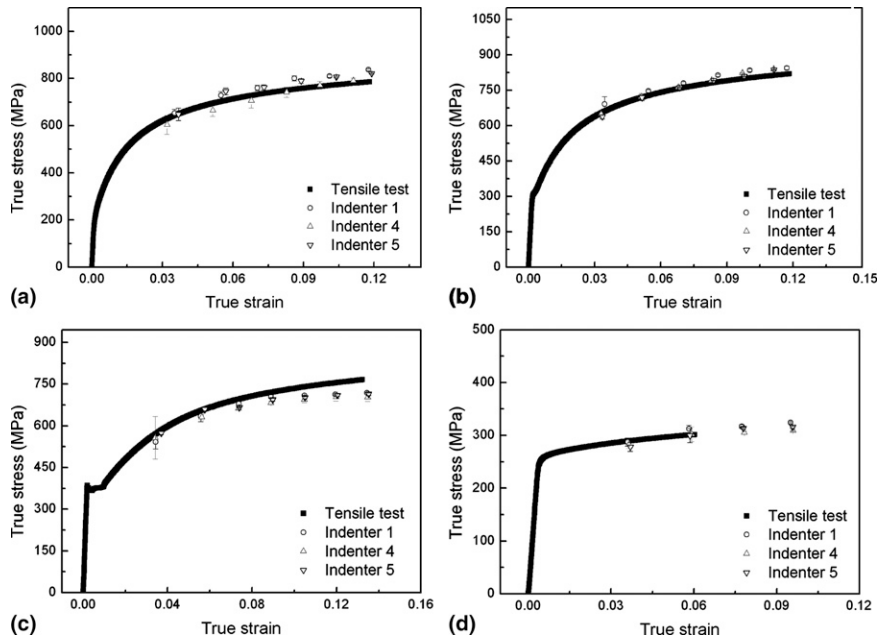 1000
800
600
400
200
0
True stress (MPa)
Tensile test
Indenter 1
Indenter 4
Indenter 5
0.00
0.03
0.06
0.09
0.12
(a)
True strain
1050
900
750
600
450
300
150
0
True stress (MPa)
Tensile test
Indenter 1
Indenter 4
Indenter 5
0.00
0.03
0.06
0.09
0.12
0.15
(b)
True strain
900
750
600
450
300
150
0
True stress (MPa)
Tensile test
Indenter 1
Indenter 4
Indenter 5
0.00
0.04
0.08
0.12
0.16
(c)
True strain
500
400
300
200
100
0
True stress (MPa)
Tensile test
Indenter 1
Indenter 4
Indenter 5
0.00
0.03
0.06
0.09
0.12
(d)
True strain